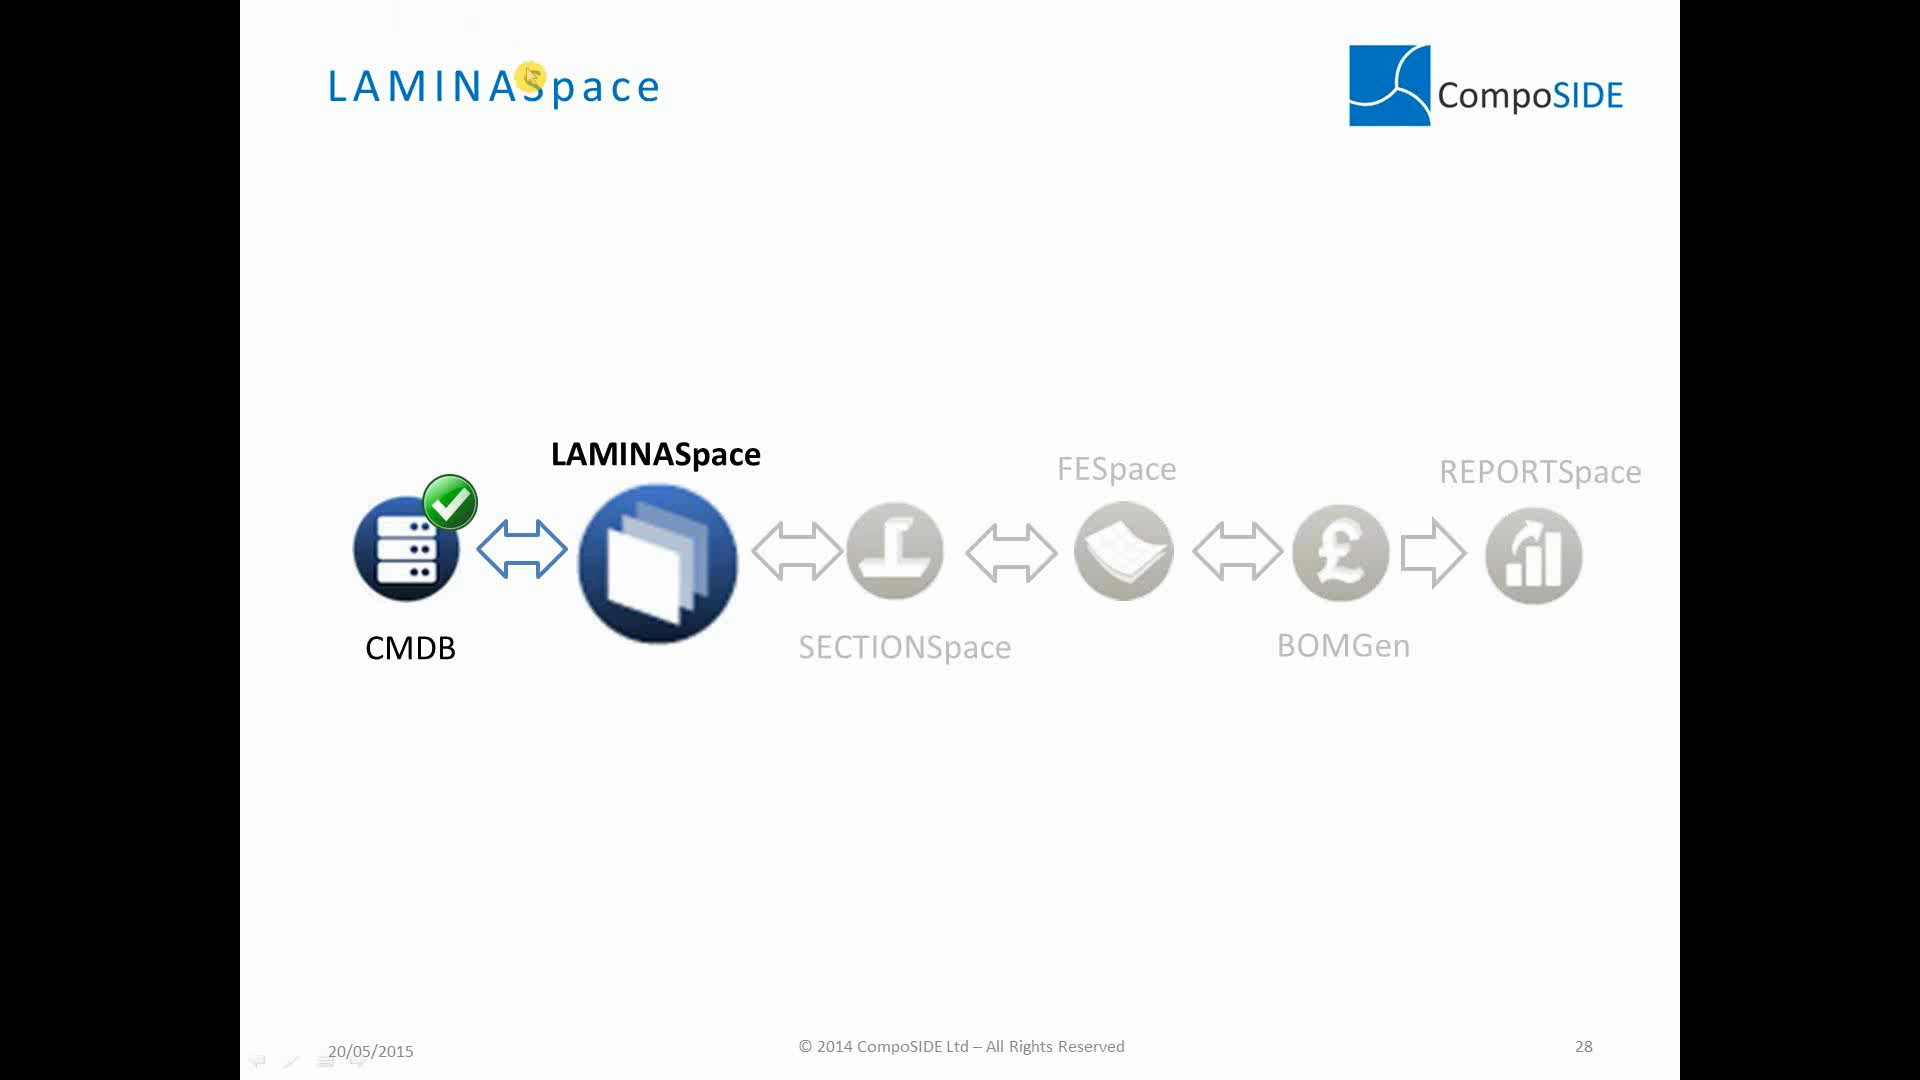 LAMINASpace
CompoSIDE
LAMINASpace
FESpace
REPORTSpace
CMDB
SECTIONSpace
BOMGen
20/05/2015
© 2014 CompoSIDE Ltd – All Rights Reserved
28